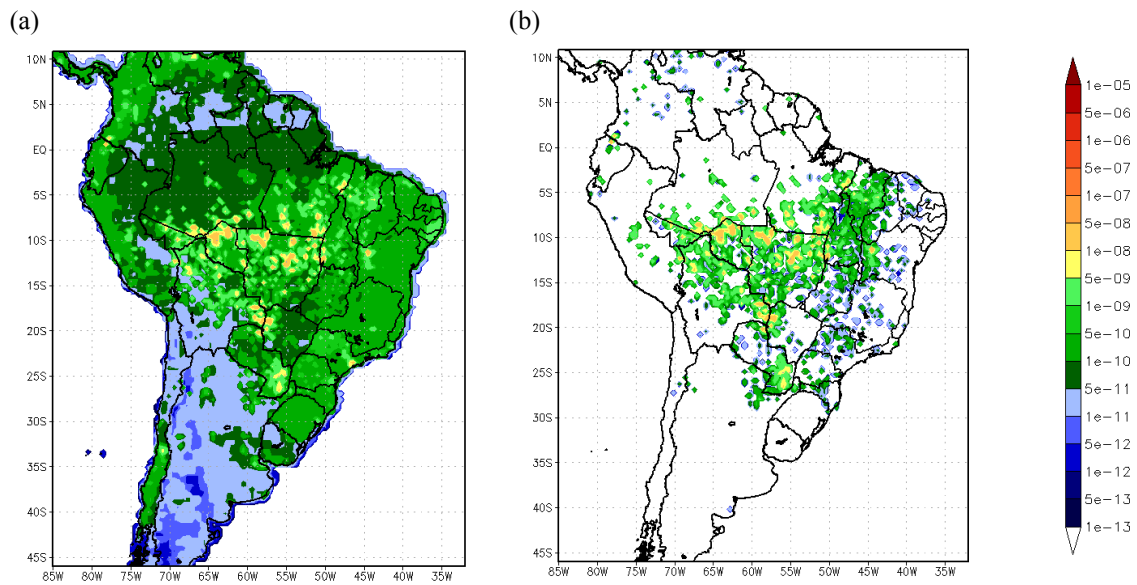 (a)
(b)
10N
5N
EQ
5S
10S
15S
20S
25S
30S
35S
40S
45S
85W 80W 75W 70W 65W 60W 55W 50W 45W 40W 35W
10N
5N
EQ
5S
10S
15S
20S
25S
30S
35S
40S
45S
85W 80W 75W 70W 65W 60W 55W 50W 45W 40W 35W
1e-05
5e-06
1e-06
5e-07
1e-07
5e-08
1e-08
5e-09
1e-09
5e-10
1e-10
5e-11
1e-11
5e-12
1e-12
5e-13
1e-13